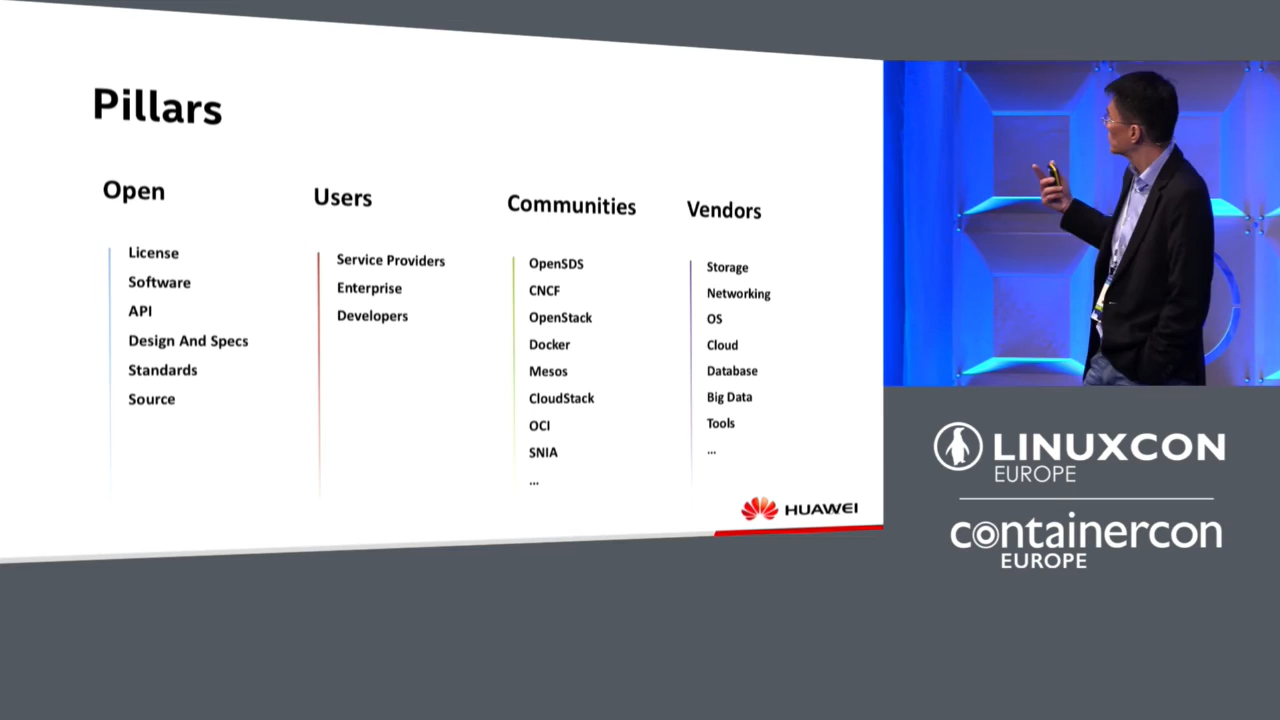 Pillars
Open
License
Software
API
Design And Specs
Standards
Source
Users
Service Providers
Enterprise
Developers
Communities
OpenSDS
CNCF
OpenStack
Docker
Mesos
CloudStack
OCI
SNIA
...
Vendors
Storage
Networking
OS
Cloud
Database
Big Data
Tools
...
HUAWEI
LINUXCON
EUROPE
containercon
EUROPE